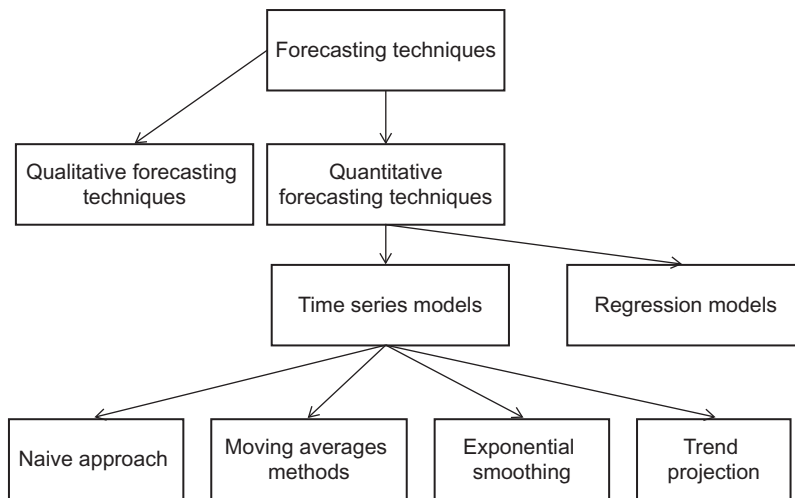 Forecasting techniques
Qualitative forecasting
techniques
Quantitative
forecasting techniques
Time series models
Regression models
Naive approach
Moving averages
methods
Exponential
smoothing
Trend
projection